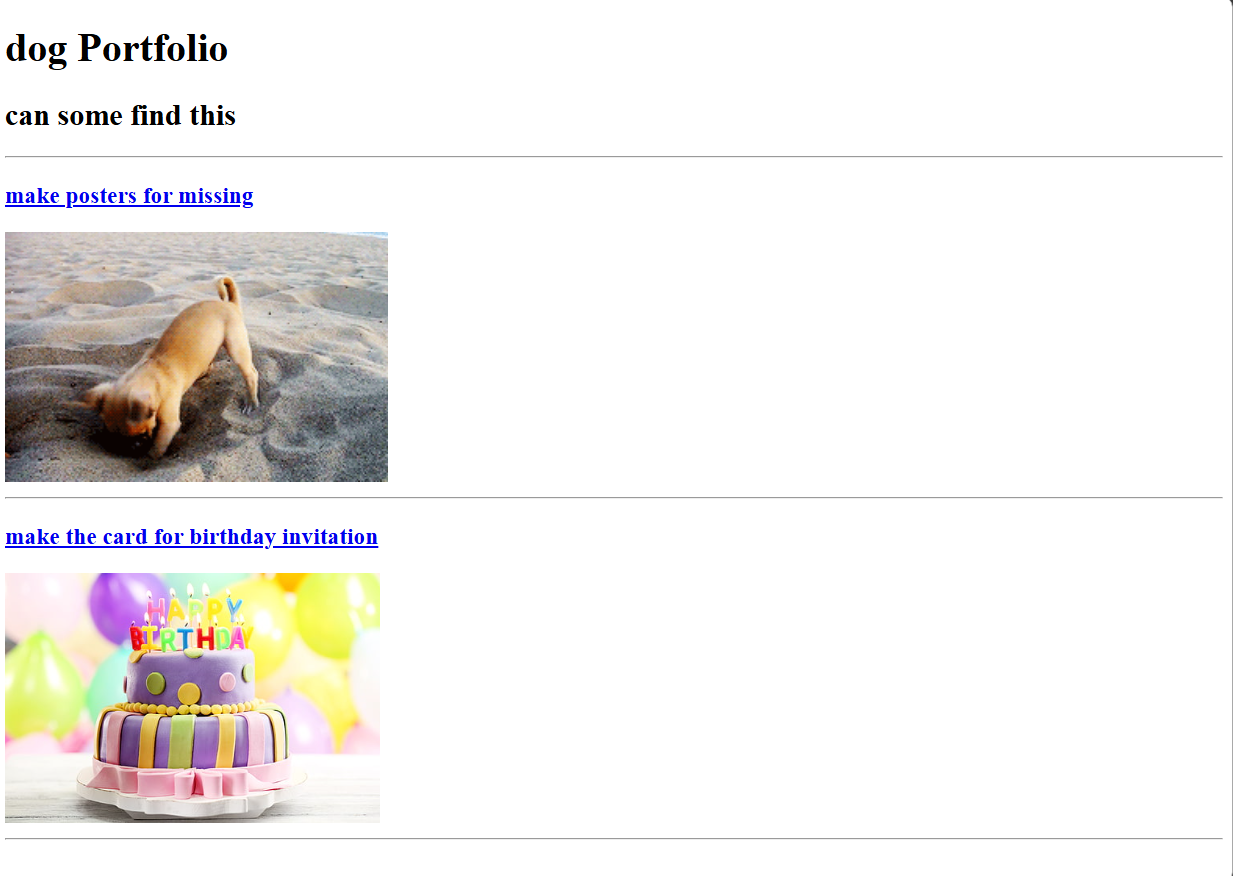 dog Portfolio
can some find this
make posters for missing
make the card for birthday invitation
HAPPY
BIRTHDAY